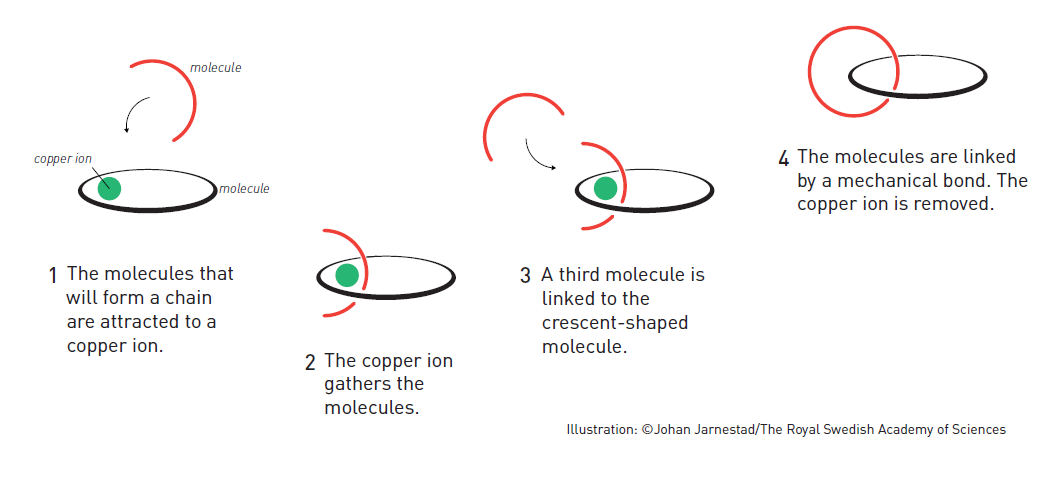 molecule
copper ion
molecule
1 The molecules that
will form a chain
are attracted to a
copper ion.
2 The copper ion
gathers the
molecules.
3 A third molecule is
linked to the
crescent-shaped
molecule.
4 The molecules are linked
by a mechanical bond. The
copper ion is removed.
Illustration: ©Johan Jarnestad/The Royal Swedish Academy of Sciences